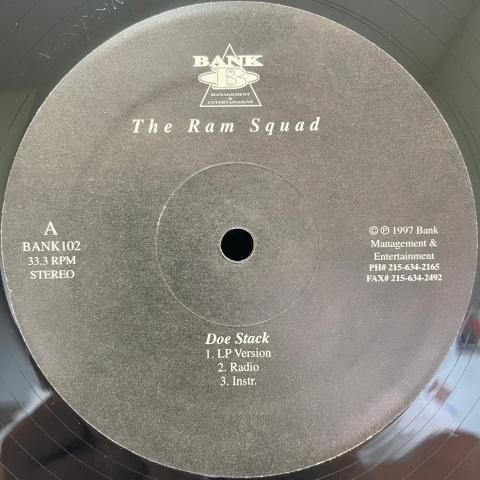 BANK
B
MANAGEMENT
&
ENTERTAINMENT
The Ram Squad
A
BANK102
33.3 RPM
STEREO
© ℗ 1997 Bank
Management &
Entertainment
PH# 215-634-2165
FAX# 215-634-2492
Doe Stack
1. LP Version
2. Radio
3. Instr.